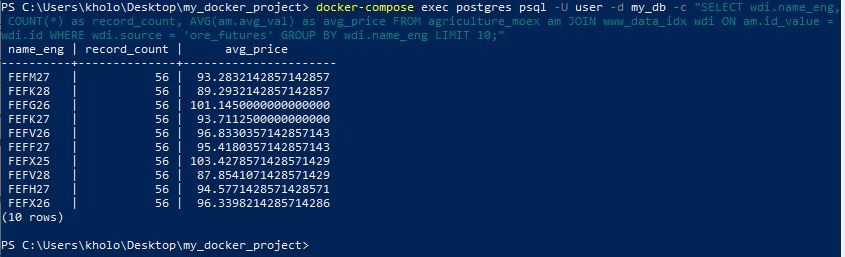 PS C:\Users\kholo\Desktop\my_docker_project> docker-compose exec postgres psql -U user -d my_db -c "SELECT wdi.name_eng,
 COUNT(*) as record_count, AVG(am.avg_val) as avg_price FROM agriculture_moex am JOIN www_data_idx wdi ON am.id_value =
wdi.id WHERE wdi.source = 'ore_futures' GROUP BY wdi.name_eng LIMIT 10;"
 name_eng | record_count |      avg_price
----------+--------------+----------------------
 FEFM27   |           56 |  93.2832142857142857
 FEFK28   |           56 |  89.2932142857142857
 FEFG26   |           56 | 101.1450000000000000
 FEFK27   |           56 |  93.7112500000000000
 FEFV26   |           56 |  96.8330357142857143
 FEFF27   |           56 |  95.4180357142857143
 FEFX25   |           56 | 103.4278571428571429
 FEFV28   |           56 |  87.8541071428571429
 FEFH27   |           56 |  94.5771428571428571
 FEFX26   |           56 |  96.3398214285714286
(10 rows)
PS C:\Users\kholo\Desktop\my_docker_project>